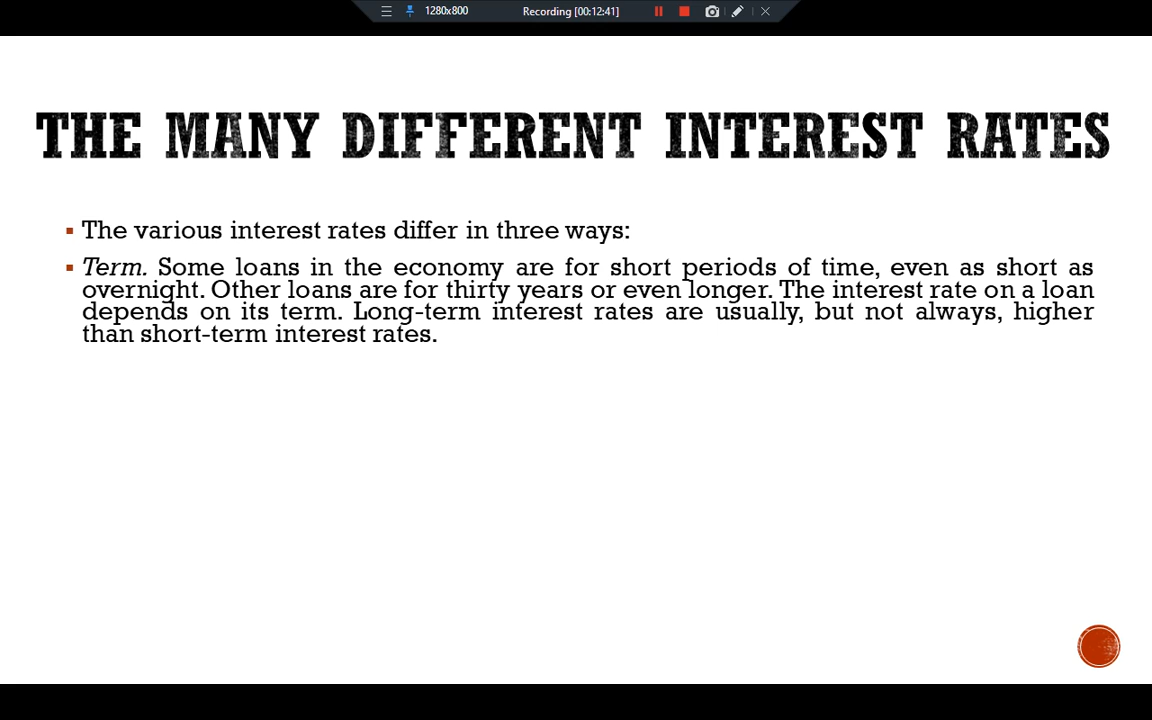 1280x800
Recording [00:12:41]
THE MANY DIFFERENT INTEREST RATES
▪ The various interest rates differ in three ways:
▪ Term. Some loans in the economy are for short periods of time, even as short as
overnight. Other loans are for thirty years or even longer. The interest rate on a loan
depends on its term. Long-term interest rates are usually, but not always, higher
than short-term interest rates.